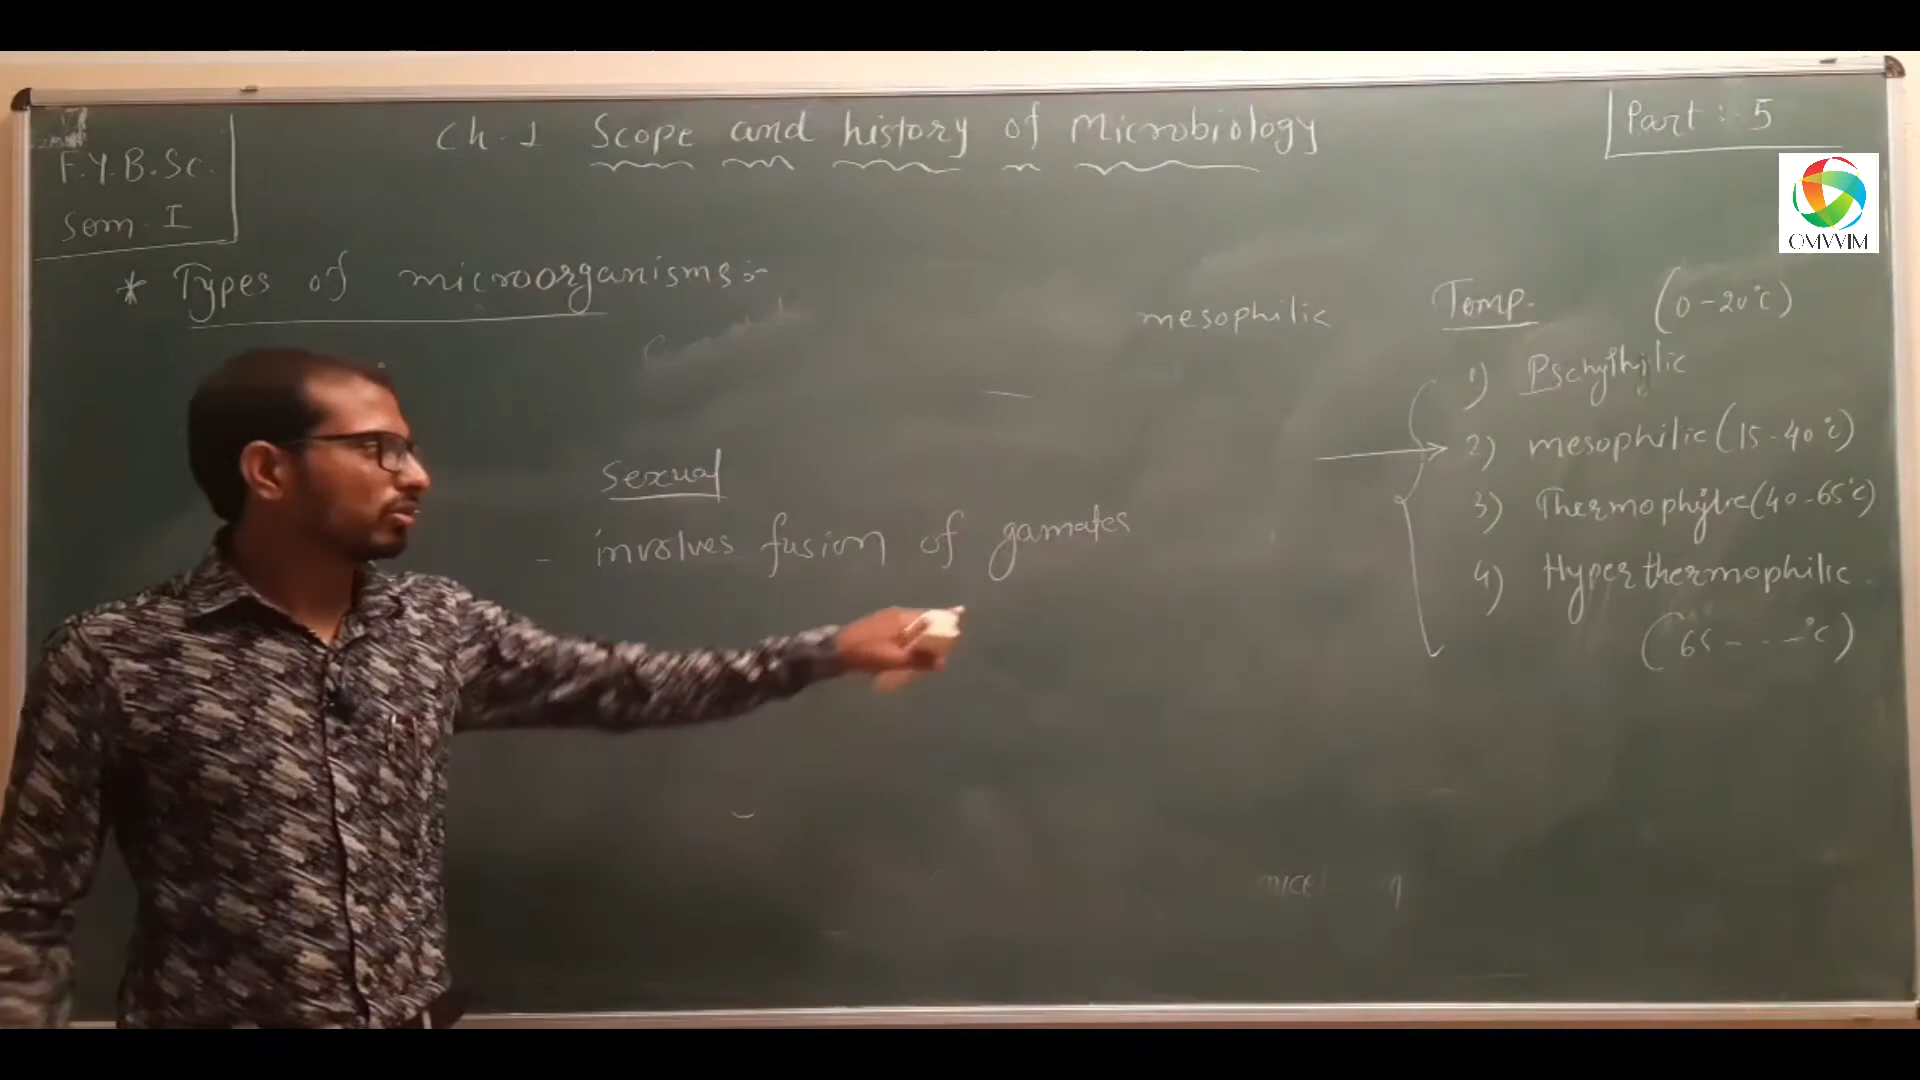 F.Y.B.Sc.
Sem. I
Ch. 1 Scope and history of Microbiology
Part :- 5
OMVVIM
* Types of microorganisms :-
mesophilic
Temp.
(0-20°C)
1) Pschythilic
2) mesophilic (15-40°C)
3) Thermophilic (40-65°C)
4) Hyperthermophilic.
(65 - - - °C)
Sexual
- involves fusion of gamates